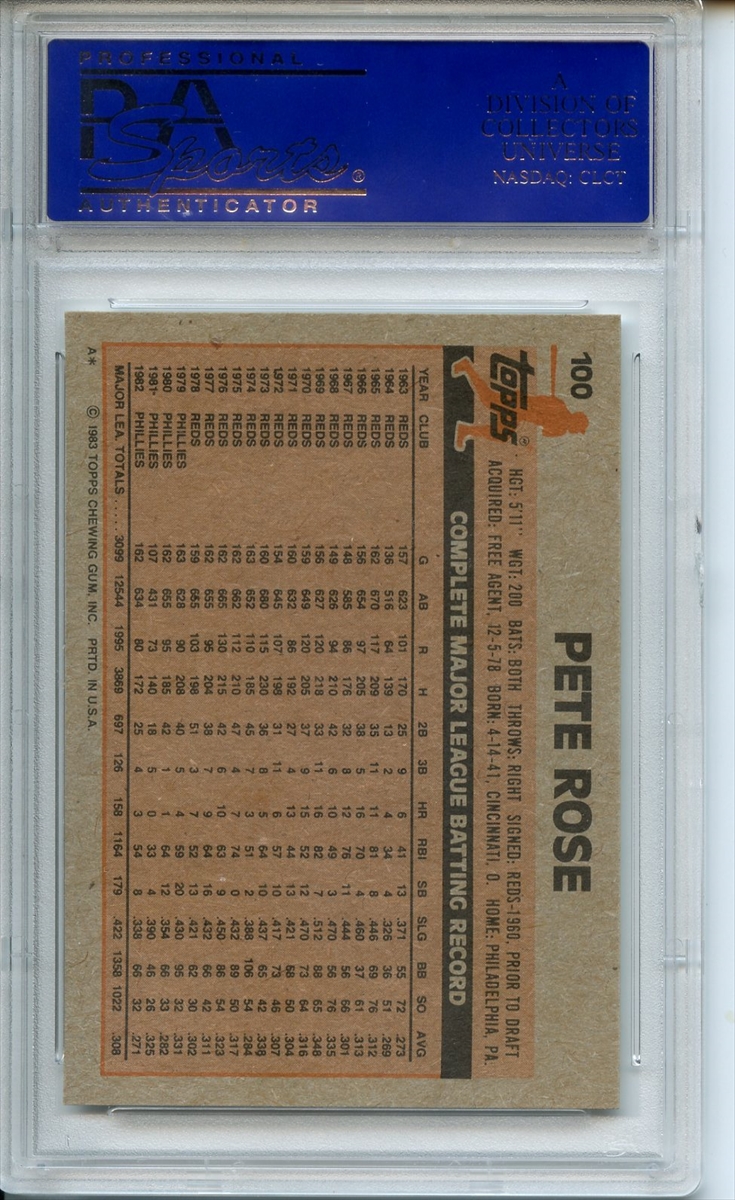 PROFESSIONAL
PSA
Sports®
AUTHENTICATOR
A
DIVISION OF
COLLECTORS
UNIVERSE
NASDAQ: CLCT
100
PETE ROSE
topps®
HGT: 5'11" WGT: 200 BATS: BOTH THROWS: RIGHT SIGNED: REDS-1960, PRIOR TO DRAFT
ACQUIRED: FREE AGENT, 12-5-78 BORN: 4-14-41, CINCINNATI, O. HOME: PHILADELPHIA, PA.
COMPLETE MAJOR LEAGUE BATTING RECORD
YEAR CLUB G AB R H 2B 3B HR RBI SB SLG BB SO AVG
1963 REDS 157 623 101 170 25 9 6 41 13 .371 55 72 .273
1964 REDS 136 516 64 139 13 2 4 34 4 .326 36 51 .269
1965 REDS 162 670 117 209 35 11 11 81 8 .446 69 76 .312
1966 REDS 156 654 97 205 38 5 16 70 4 .460 37 61 .313
1967 REDS 148 585 86 176 32 8 12 76 11 .444 56 66 .301
1968 REDS 149 626 94 210 42 6 10 49 3 .470 56 76 .335
1969 REDS 156 627 120 218 33 11 16 82 7 .512 88 65 .348
1970 REDS 159 649 120 205 37 9 15 52 12 .470 73 64 .316
1971 REDS 160 632 86 192 27 4 13 44 13 .421 68 50 .304
1972 REDS 154 645 107 198 31 11 6 57 10 .417 73 46 .307
1973 REDS 160 680 115 230 36 8 5 64 10 .437 65 42 .338
1974 REDS 163 652 110 185 45 7 3 51 2 .388 106 54 .284
1975 REDS 162 662 112 210 47 4 7 74 0 .432 89 50 .317
1976 REDS 162 665 130 215 42 6 10 63 9 .450 86 54 .323
1977 REDS 162 655 95 204 38 7 9 64 16 .432 66 42 .311
1978 REDS 159 655 103 198 51 3 7 52 13 .421 62 30 .302
1979 PHILLIES 163 628 90 208 40 5 4 59 20 .430 95 32 .331
1980 PHILLIES 162 655 95 185 42 1 1 64 12 .354 66 33 .282
1981· PHILLIES 107 431 73 140 18 5 0 33 4 .390 46 26 .325
1982 PHILLIES 162 634 80 172 25 4 3 54 8 .338 66 32 .271
MAJOR LEA. TOTALS ..... 3099 12544 1995 3869 697 126 158 1164 179 .422 1358 1022 .308
A* © 1983 TOPPS CHEWING GUM, INC. PRTD. IN U.S.A.